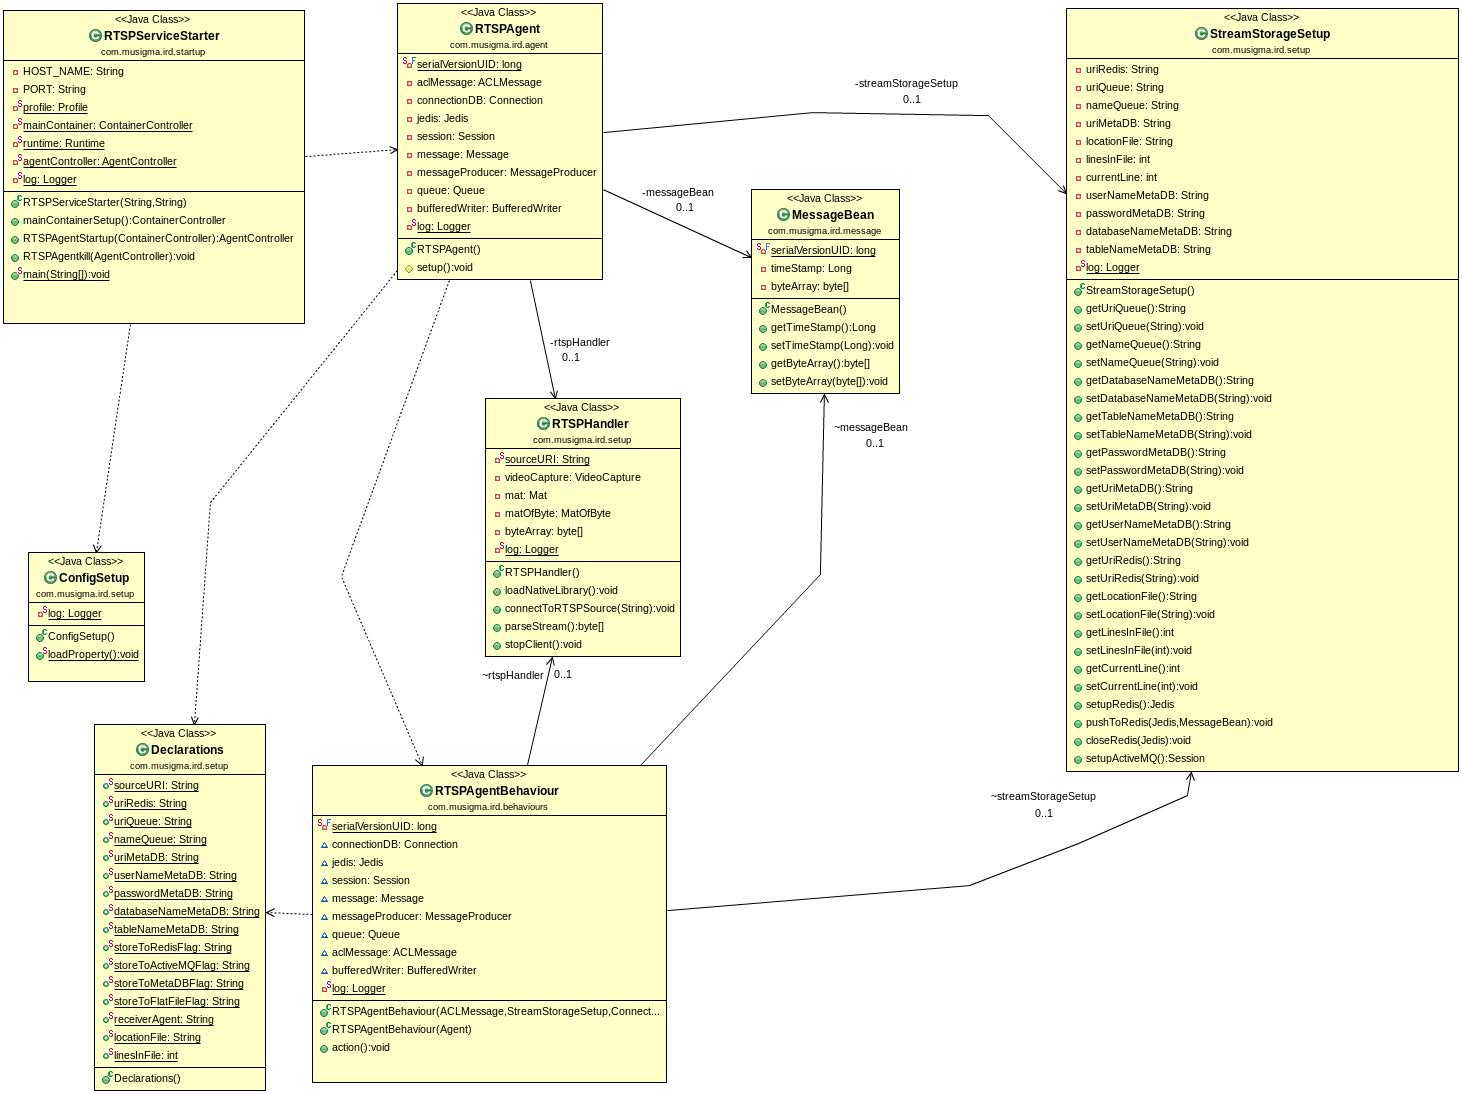 <<Java Class>>
RTSPServiceStarter
com.musigma.ird.startup
HOST_NAME: String
PORT: String
profile: Profile
mainContainer: ContainerController
runtime: Runtime
agentController: AgentController
log: Logger
RTSPServiceStarter(String,String)
mainContainerSetup():ContainerController
RTSPAgentStartup(ContainerController):AgentController
RTSPAgentkill(AgentController):void
main(String[]):void
<<Java Class>>
RTSPAgent
com.musigma.ird.agent
serialVersionUID: long
aclMessage: ACLMessage
connectionDB: Connection
jedis: Jedis
session: Session
message: Message
messageProducer: MessageProducer
queue: Queue
bufferedWriter: BufferedWriter
log: Logger
RTSPAgent()
setup():void
-streamStorageSetup
0..1
-messageBean
0..1
-rtspHandler
0..1
<<Java Class>>
MessageBean
com.musigma.ird.message
serialVersionUID: long
timeStamp: Long
byteArray: byte[]
MessageBean()
getTimeStamp():Long
setTimeStamp(Long):void
getByteArray():byte[]
setByteArray(byte[]):void
~messageBean
0..1
<<Java Class>>
StreamStorageSetup
com.musigma.ird.setup
uriRedis: String
uriQueue: String
nameQueue: String
uriMetaDB: String
locationFile: String
linesInFile: int
currentLine: int
userNameMetaDB: String
passwordMetaDB: String
databaseNameMetaDB: String
tableNameMetaDB: String
log: Logger
StreamStorageSetup()
getUriQueue():String
setUriQueue(String):void
getNameQueue():String
setNameQueue(String):void
getDatabaseNameMetaDB():String
setDatabaseNameMetaDB(String):void
getTableNameMetaDB():String
setTableNameMetaDB(String):void
getPasswordMetaDB():String
setPasswordMetaDB(String):void
getUriMetaDB():String
setUriMetaDB(String):void
getUserNameMetaDB():String
setUserNameMetaDB(String):void
getUriRedis():String
setUriRedis(String):void
getLocationFile():String
setLocationFile(String):void
getLinesInFile():int
setLinesInFile(int):void
getCurrentLine():int
setCurrentLine(int):void
setupRedis():Jedis
pushToRedis(Jedis,MessageBean):void
closeRedis(Jedis):void
setupActiveMQ():Session
<<Java Class>>
RTSPHandler
com.musigma.ird.setup
sourceURI: String
videoCapture: VideoCapture
mat: Mat
matOfByte: MatOfByte
byteArray: byte[]
log: Logger
RTSPHandler()
loadNativeLibrary():void
connectToRTSPSource(String):void
parseStream():byte[]
stopClient():void
~rtspHandler
0..1
<<Java Class>>
ConfigSetup
com.musigma.ird.setup
log: Logger
ConfigSetup()
loadProperty():void
<<Java Class>>
Declarations
com.musigma.ird.setup
sourceURI: String
uriRedis: String
uriQueue: String
nameQueue: String
uriMetaDB: String
userNameMetaDB: String
passwordMetaDB: String
databaseNameMetaDB: String
tableNameMetaDB: String
storeToRedisFlag: String
storeToActiveMQFlag: String
storeToMetaDBFlag: String
storeToFlatFileFlag: String
receiverAgent: String
locationFile: String
linesInFile: int
Declarations()
<<Java Class>>
RTSPAgentBehaviour
com.musigma.ird.behaviours
serialVersionUID: long
connectionDB: Connection
jedis: Jedis
session: Session
message: Message
messageProducer: MessageProducer
queue: Queue
aclMessage: ACLMessage
bufferedWriter: BufferedWriter
log: Logger
RTSPAgentBehaviour(ACLMessage,StreamStorageSetup,Connect...
RTSPAgentBehaviour(Agent)
action():void
~streamStorageSetup
0..1